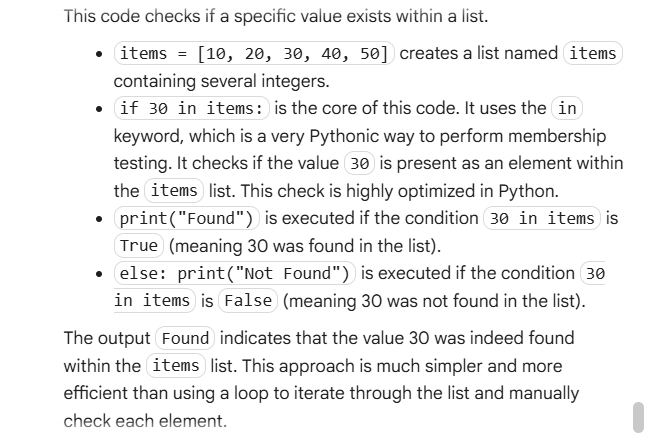 This code checks if a specific value exists within a list.
• items = [10, 20, 30, 40, 50] creates a list named items
containing several integers.
• if 30 in items: is the core of this code. It uses the in
keyword, which is a very Pythonic way to perform membership
testing. It checks if the value 30 is present as an element within
the items list. This check is highly optimized in Python.
• print("Found") is executed if the condition 30 in items is
True (meaning 30 was found in the list).
• else: print("Not Found") is executed if the condition 30
in items is False (meaning 30 was not found in the list).
The output Found indicates that the value 30 was indeed found
within the items list. This approach is much simpler and more
efficient than using a loop to iterate through the list and manually
check each element.